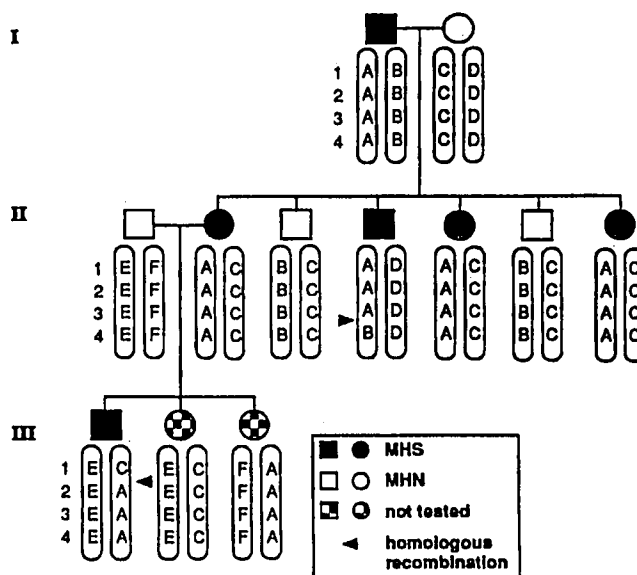 I
1 A B C D
2 A B C D
3 A B C D
4 A B C D
II
1 E F A C B C A D A C B C A C
2 E F A C B C A D A C B C A C
3 E F A C B C A D A C B C A C
4 E F A C B C B D A C B C A C
III
1 E C E C F A
2 E A E C F A
3 E A E C F A
4 E A E C F A
MHS
MHN
not tested
homologous
recombination